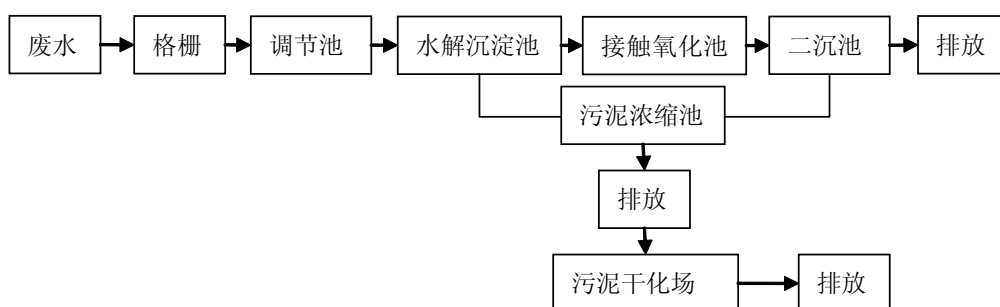 废水
格栅
调节池
水解沉淀池
接触氧化池
二沉池
排放
污泥浓缩池
排放
污泥干化场
排放